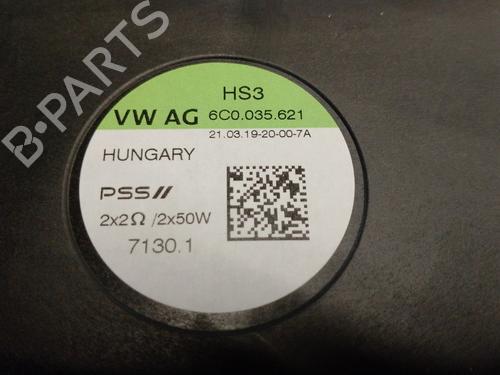 HS3
VW AG 6C0.035.621
21.03.19-20-00-7A
HUNGARY
PSS//
2x2Ω /2x50W
7130.1
B-PARTS